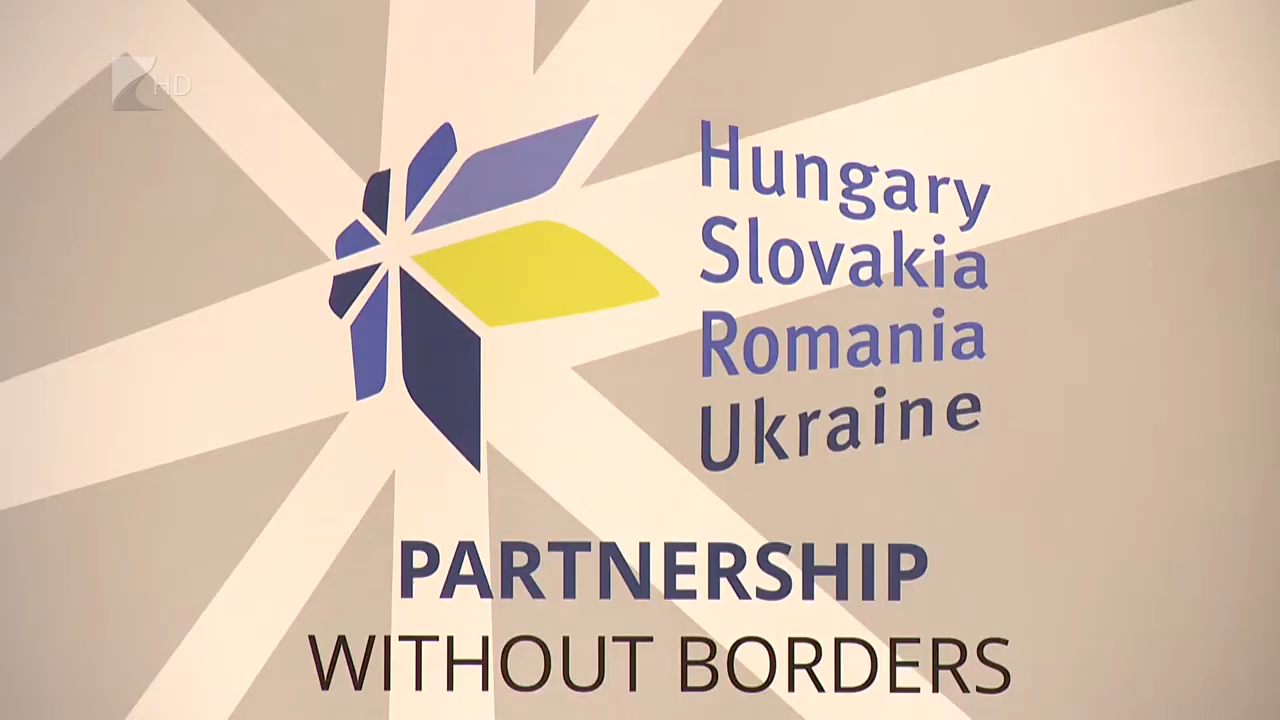 HD
Hungary
Slovakia
Romania
Ukraine
PARTNERSHIP
WITHOUT BORDERS